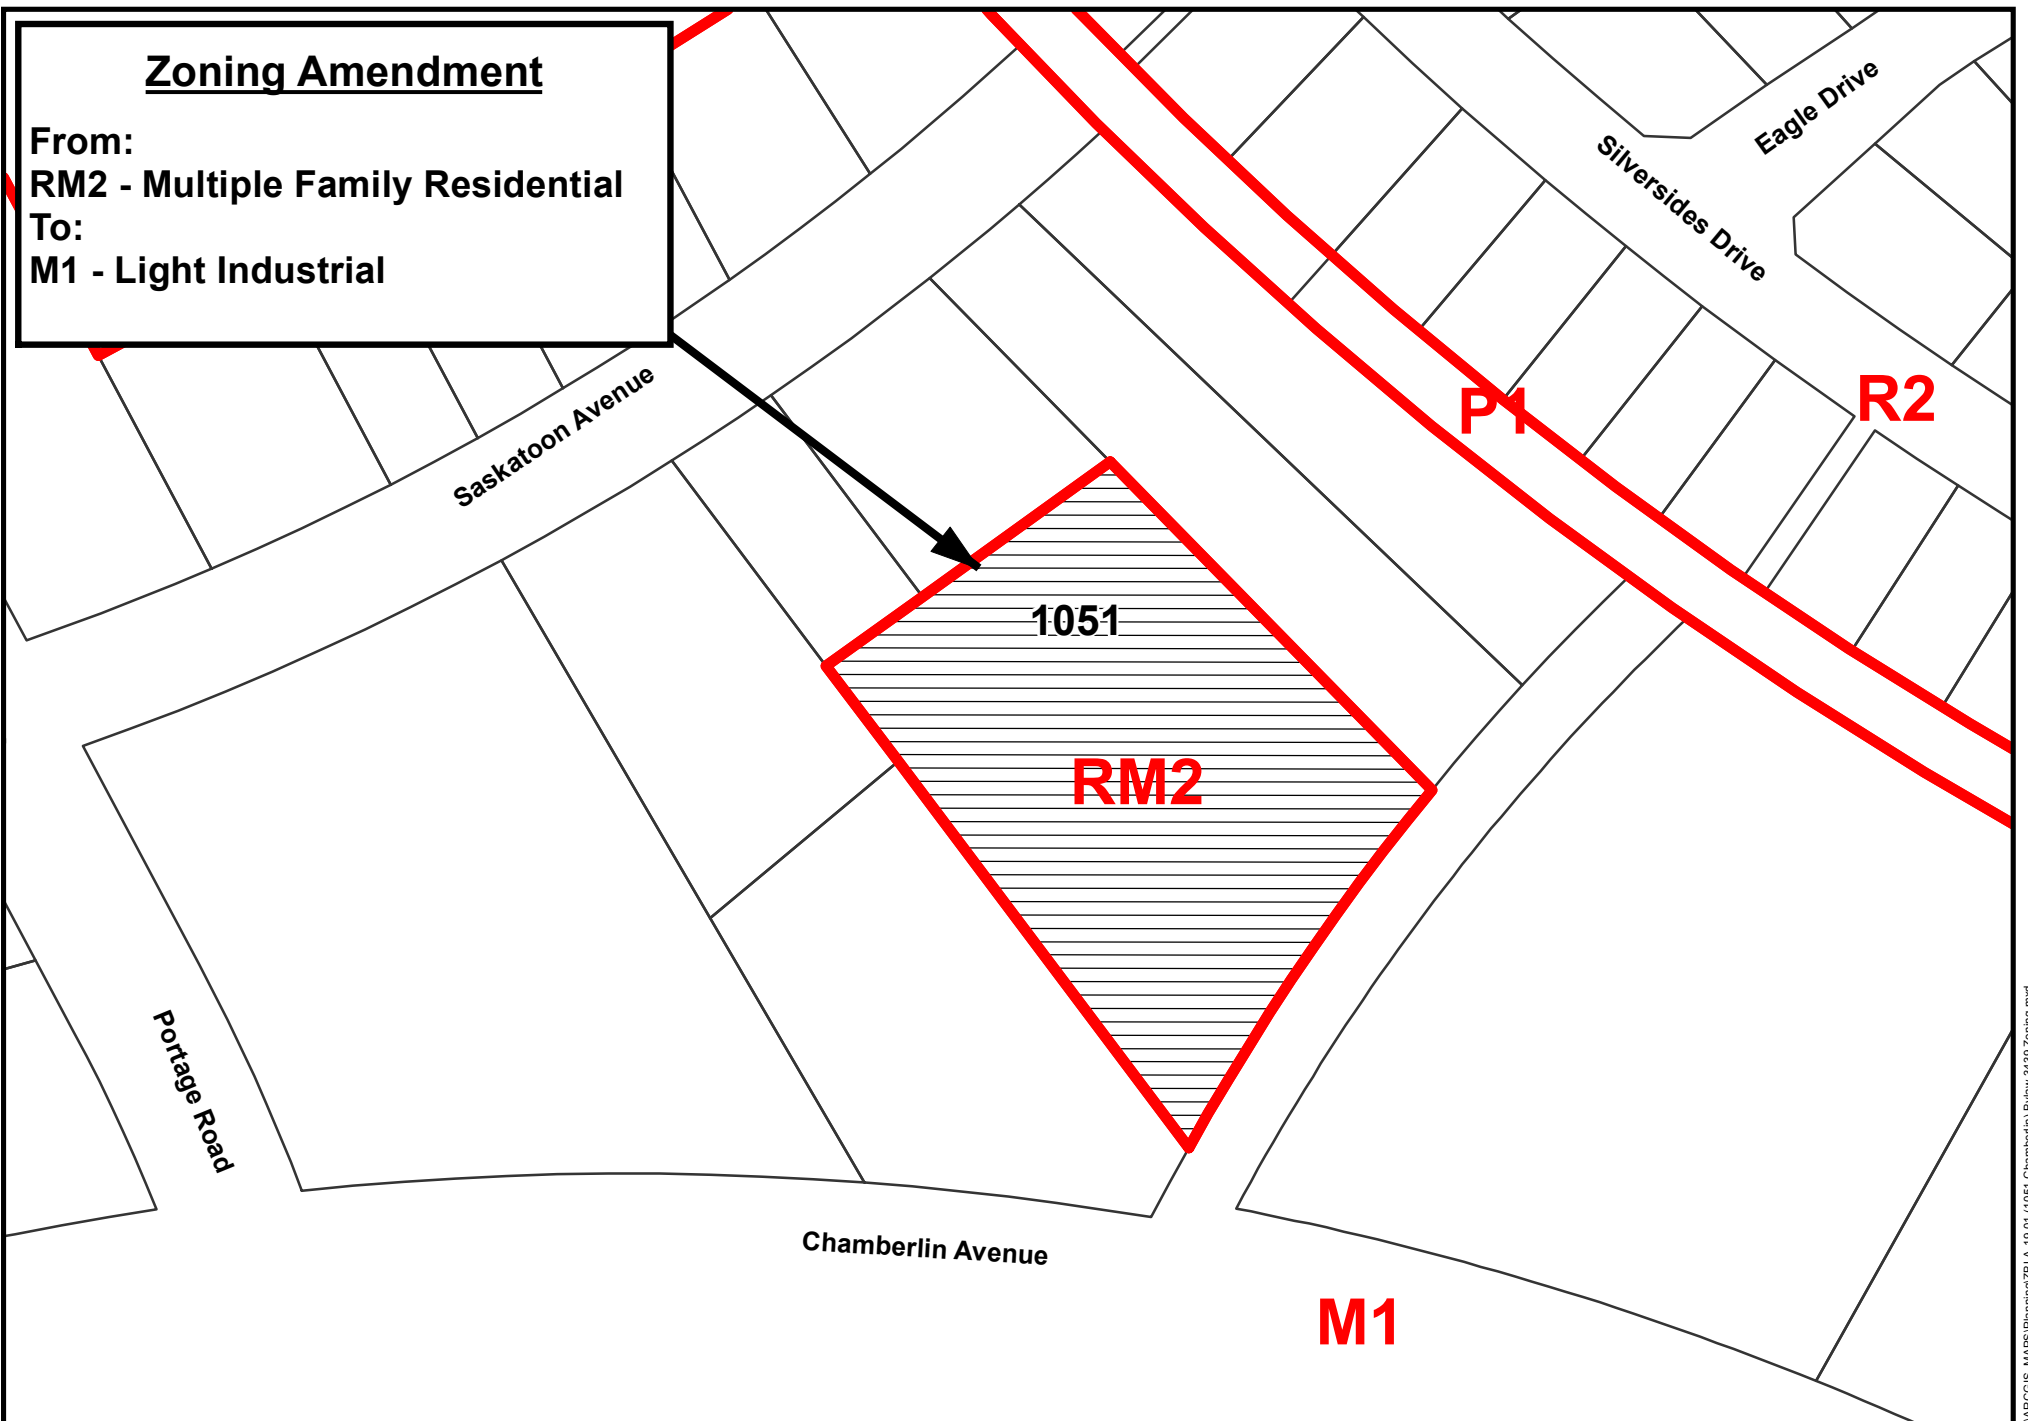 Zoning Amendment
From:
RM2 - Multiple Family Residential
To:
M1 - Light Industrial
Eagle Drive
Silversides Drive
Saskatoon Avenue
P1
R2
1051
RM2
Portage Road
Chamberlin Avenue
M1